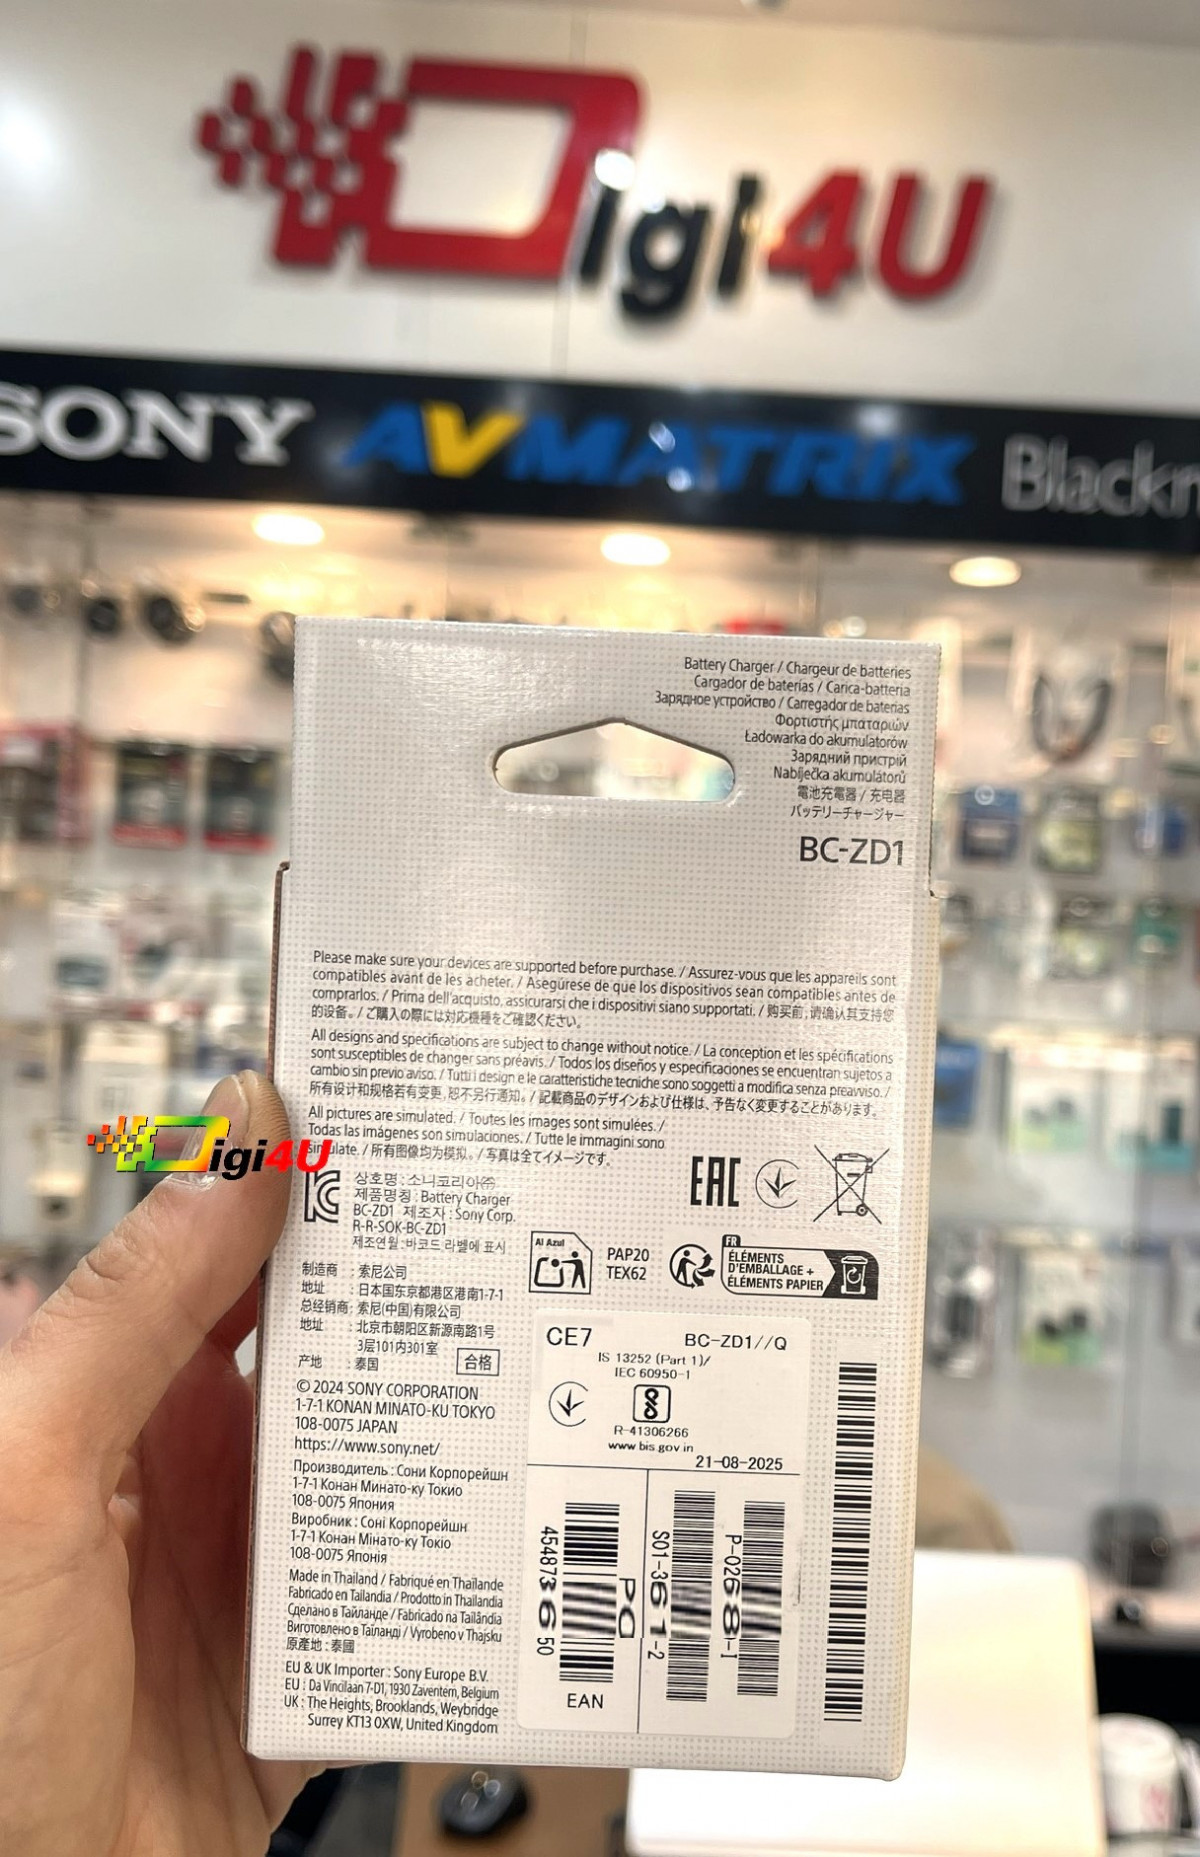 Digi4U
SONY AVMATRIX Blackm
Battery Charger / Chargeur de batteries
Cargador de baterías / Carica-batteria
Зарядное устройство / Carregador de baterias
Φορτιστής μπαταριών
Ładowarka do akumulatorów
Зарядний пристрій
Nabíječka akumulátorů
電池充電器 / 充电器
バッテリーチャージャー
BC-ZD1
Please make sure your devices are supported before purchase. / Assurez-vous que les appareils sont
compatibles avant de les acheter. / Asegúrese de que los dispositivos sean compatibles antes de
comprarlos. / Prima dell'acquisto, assicurarsi che i dispositivi siano supportati. / 购买前,请确认其支持您
的设备。/ ご購入の際には対応機種をご確認ください。
All designs and specifications are subject to change without notice. / La conception et les spécifications
sont susceptibles de changer sans préavis. / Todos los diseños y especificaciones se encuentran sujetos a
cambio sin previo aviso. / Tutti i design e le caratteristiche tecniche sono soggetti a modifica senza preavviso. /
所有设计和规格若有变更,恕不另行通知。/ 記載商品のデザインおよび仕様は、予告なく変更することがあります。
All pictures are simulated. / Toutes les images sont simulées. /
Todas las imágenes son simulaciones. / Tutte le immagini sono
simulate. / 所有图像均为模拟。/ 写真は全てイメージです。
Digi4U
상호명 : 소니코리아㈜
제품명칭 : Battery Charger
BC-ZD1 제조자 : Sony Corp.
R-R-SOK-BC-ZD1
제조연월 : 바코드 라벨에 표시
EAC
Al Azul
PAP20
TEX62
FR
ÉLÉMENTS
D'EMBALLAGE +
ÉLÉMENTS PAPIER
制造商 : 索尼公司
地址 : 日本国东京都港区港南1-7-1
总经销商 : 索尼(中国)有限公司
地址 : 北京市朝阳区新源南路1号
3层101内301室
产地 : 泰国
合格
© 2024 SONY CORPORATION
1-7-1 KONAN MINATO-KU TOKYO
108-0075 JAPAN
https://www.sony.net/
Производитель : Сони Корпорейшн
1-7-1 Конан Минато-ку Токио
108-0075 Япония
Виробник : Соні Корпорейшн
1-7-1 Конан Мінато-ку Токіо
108-0075 Японія
Made in Thailand / Fabriqué en Thaïlande
Fabricado en Tailandia / Prodotto in Thailandia
Сделано в Тайланде / Fabricado na Tailândia
Виготовлено в Таїланді / Vyrobeno v Thajsku
原產地 : 泰國
EU & UK Importer : Sony Europe B.V.
EU : Da Vincilaan 7-D1, 1930 Zaventem, Belgium
UK : The Heights, Brooklands, Weybridge
Surrey KT13 0XW, United Kingdom
CE7
BC-ZD1//Q
IS 13252 (Part 1)/
IEC 60950-1
R-41306266
www.bis.gov.in
21-08-2025
EAN
S01-3661-2
P-0268-1